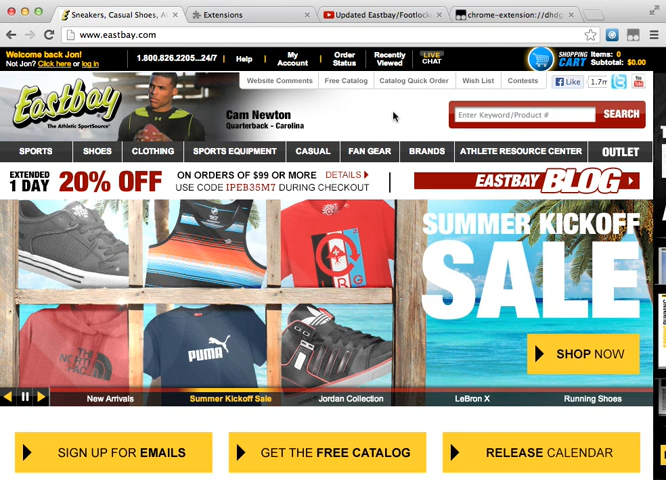 Sneakers, Casual Shoes, A
Extensions
Updated Eastbay/Footlock
chrome-extension://dhdg
www.eastbay.com
Welcome back Jon!
Not Jon? Click here or log in
1.800.826.2205...24/7
Help
My Account
Order Status
Recently Viewed
LIVE CHAT
SHOPPING CART
Items: 0
Subtotal: $0.00
Website Comments
Free Catalog
Catalog Quick Order
Wish List
Contests
Like
1.7m
You Tube
Eastbay
The Athletic SportSource
Cam Newton
Quarterback - Carolina
Enter Keyword/Product #
SEARCH
SPORTS
SHOES
CLOTHING
SPORTS EQUIPMENT
CASUAL
FAN GEAR
BRANDS
ATHLETE RESOURCE CENTER
OUTLET
EXTENDED 1 DAY
20% OFF
ON ORDERS OF $99 OR MORE DETAILS
USE CODE IPEB35M7 DURING CHECKOUT
EASTBAY BLOG
SUMMER KICKOFF
SALE
SHOP NOW
RG
THE NORTH FACE
PUMA
New Arrivals
Summer Kickoff Sale
Jordan Collection
LeBron X
Running Shoes
SIGN UP FOR EMAILS
GET THE FREE CATALOG
RELEASE CALENDAR